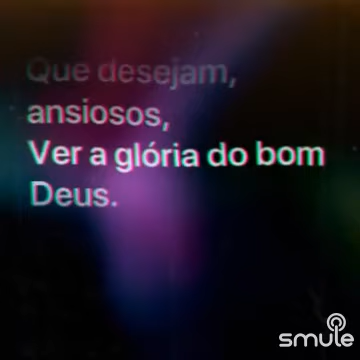 Que desejam,
ansiosos,
Ver a glória do bom
Deus.
smule